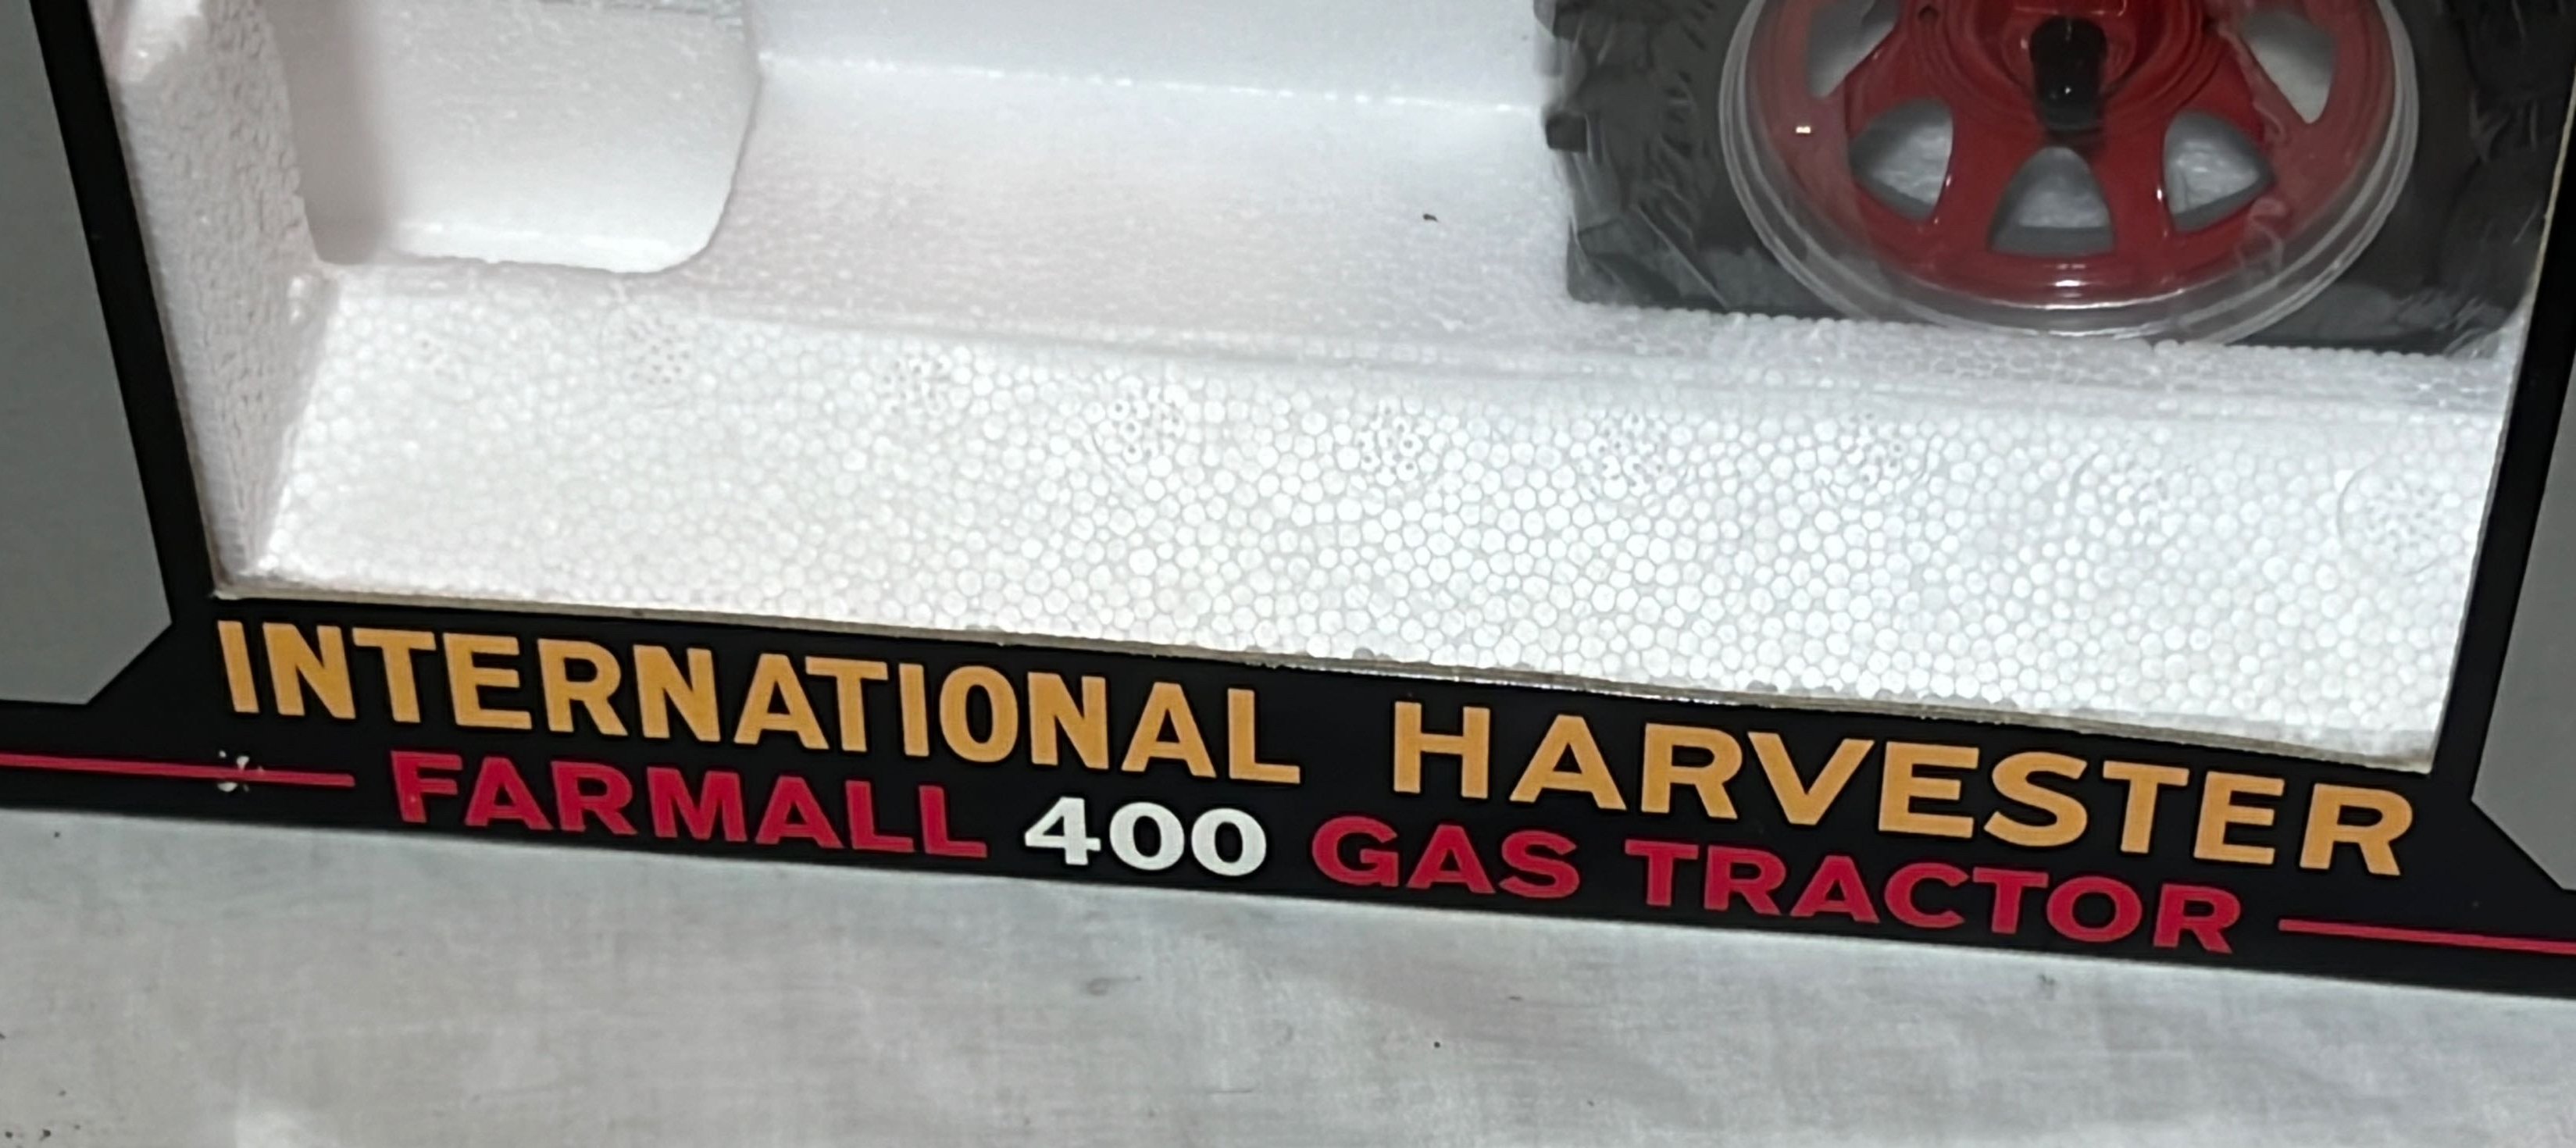 INTERNATIONAL HARVESTER
FARMALL 400 GAS TRACTOR